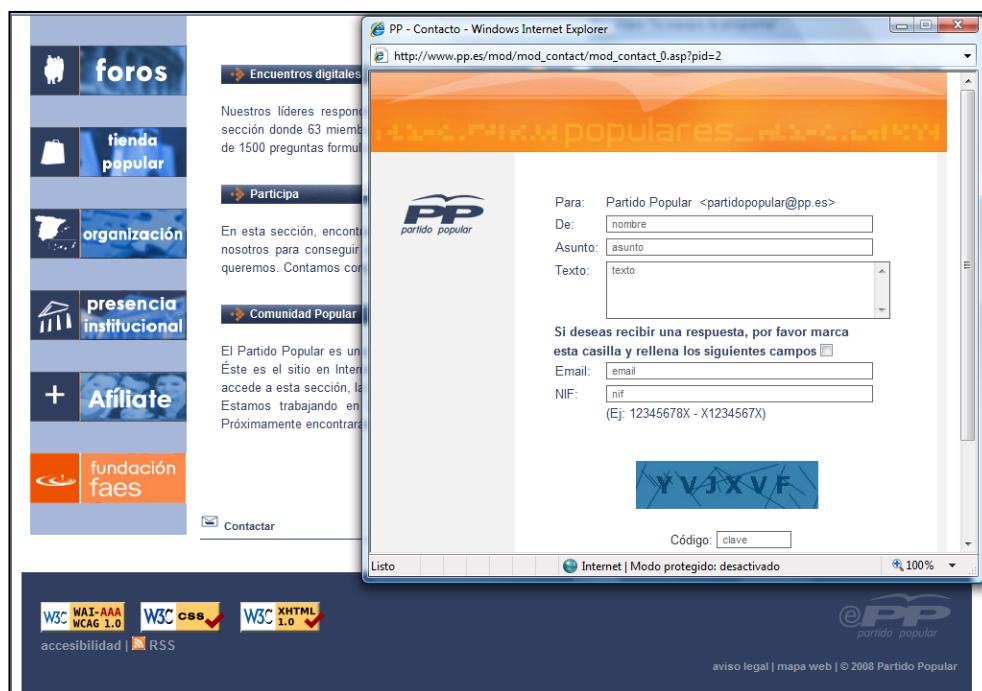 foros
tienda
popular
organización
presencia
institucional
+ Afíliate
fundación
faes
Encuentros digitales
Nuestros líderes respond
sección donde 63 miemb
de 1500 preguntas formul
Participa
En esta sección, encont
nosotros para conseguir
queremos. Contamos con
Comunidad Popular
El Partido Popular es un
Éste es el sitio en Inter
accede a esta sección, la
Estamos trabajando en
Próximamente encontrará
Contactar
PP - Contacto - Windows Internet Explorer
http://www.pp.es/mod/mod_contact/mod_contact_0.asp?pid=2
populares_
PP
partido popular
Para: Partido Popular <partidopopular@pp.es>
De: nombre
Asunto: asunto
Texto: texto
Si deseas recibir una respuesta, por favor marca
esta casilla y rellena los siguientes campos
Email: email
NIF: nif
(Ej: 12345678X - X1234567X)
YVJXVF
Código: clave
Listo
Internet | Modo protegido: desactivado
100%
W3C WAI-AAA WCAG 1.0
W3C css
W3C XHTML 1.0
accesibilidad | RSS
ePP
partido popular
aviso legal | mapa web | © 2008 Partido Popular